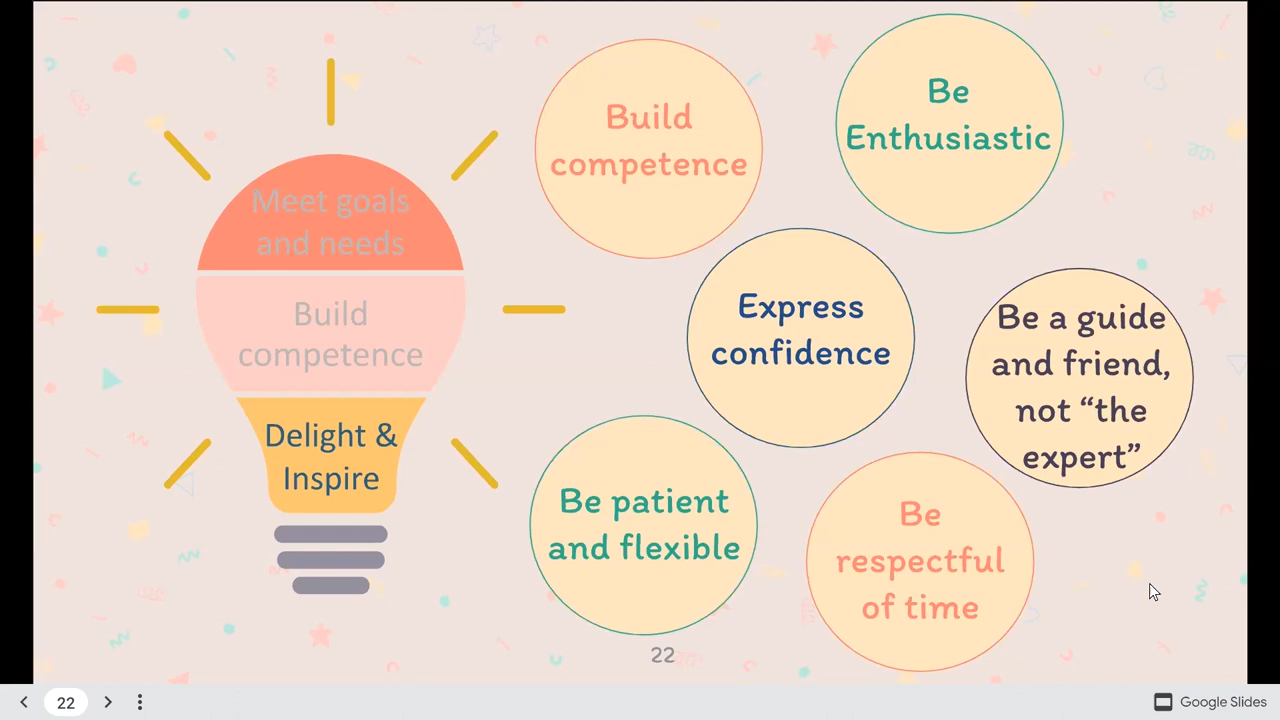 Meet goals
and needs
Build
competence
Delight &
Inspire
Build
competence
Be
Enthusiastic
Express
confidence
Be a guide
and friend,
not “the
expert”
Be patient
and flexible
Be
respectful
of time
22
22
Google Slides